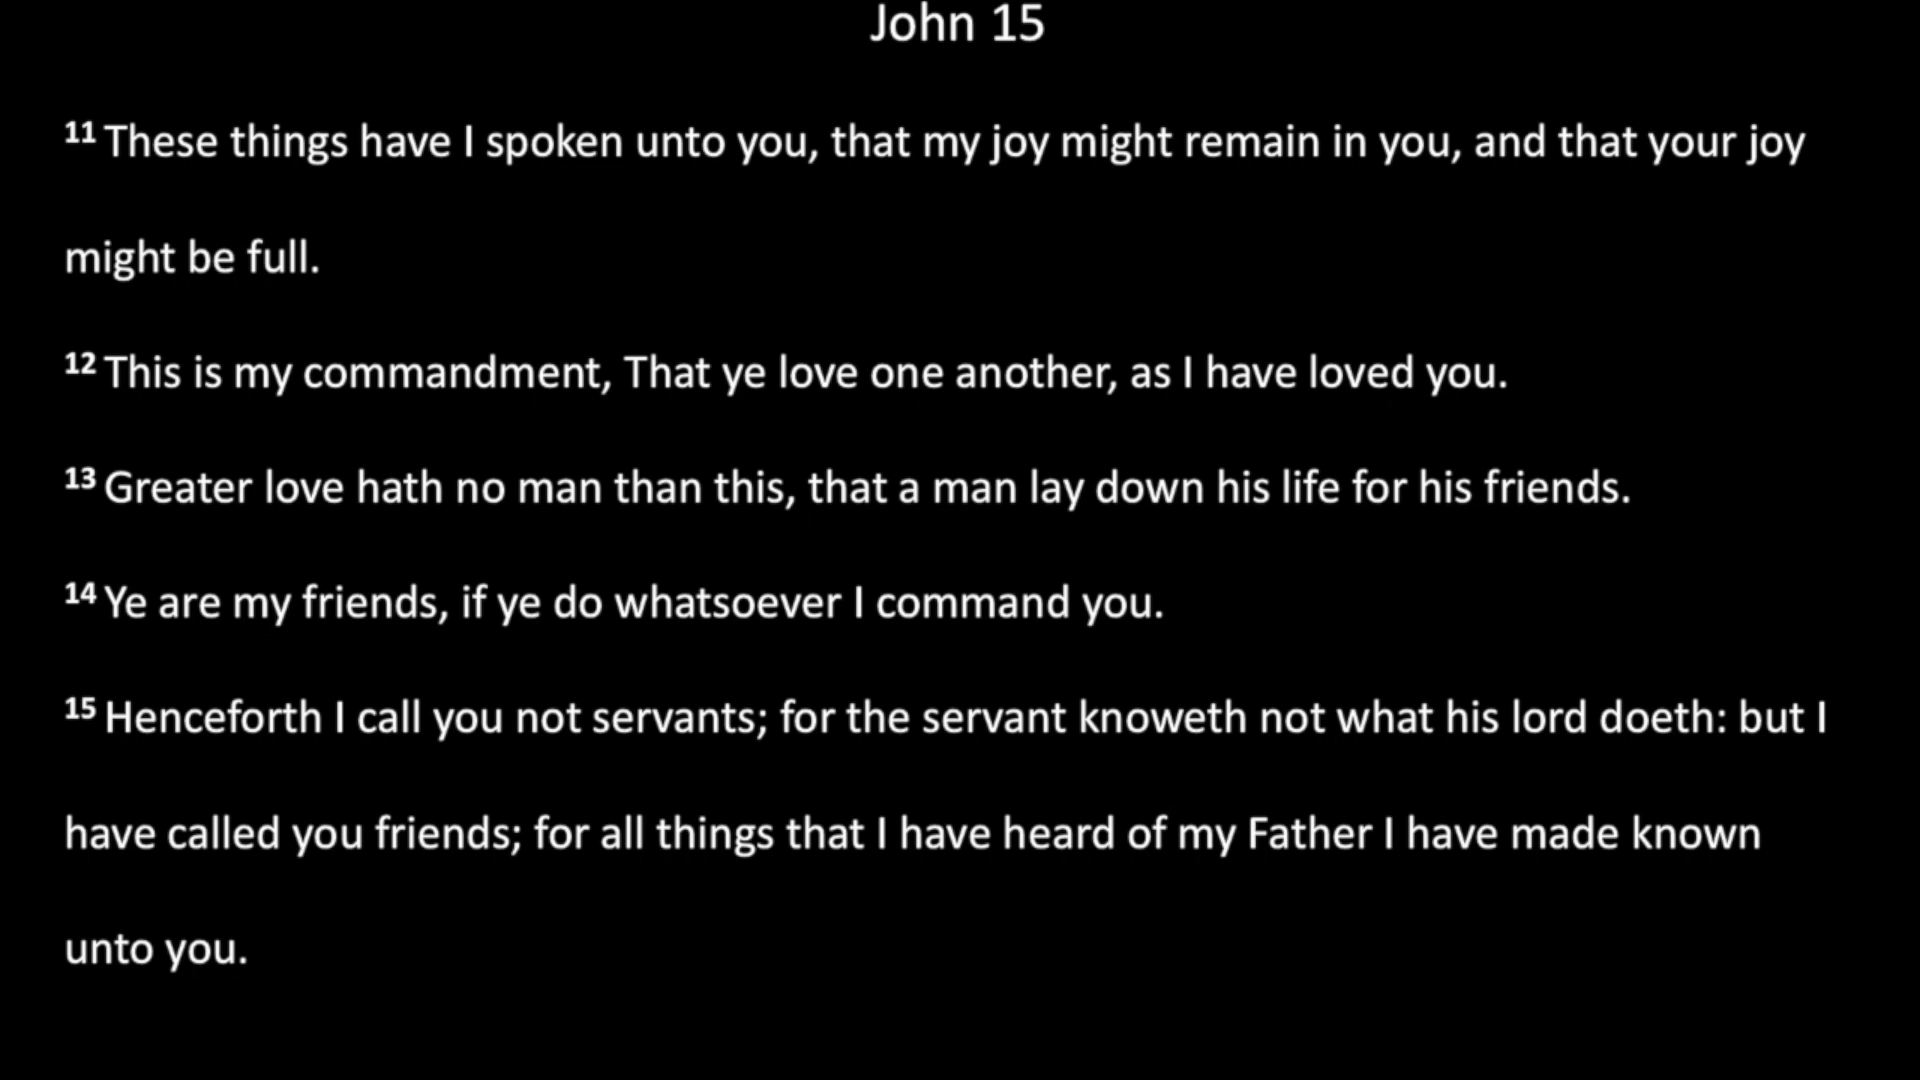 John 15
11 These things have I spoken unto you, that my joy might remain in you, and that your joy
might be full.
12 This is my commandment, That ye love one another, as I have loved you.
13 Greater love hath no man than this, that a man lay down his life for his friends.
14 Ye are my friends, if ye do whatsoever I command you.
15 Henceforth I call you not servants; for the servant knoweth not what his lord doeth: but I
have called you friends; for all things that I have heard of my Father I have made known
unto you.